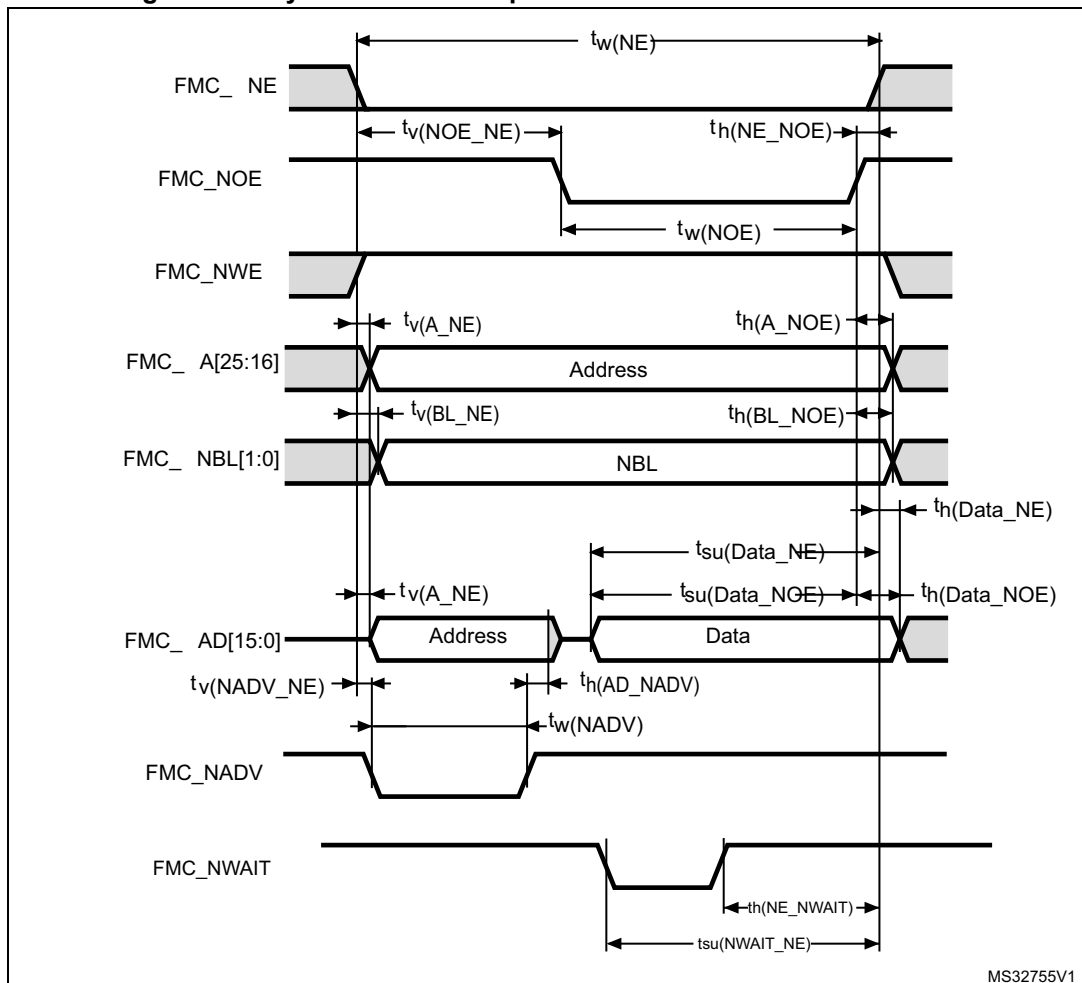 tw(NE)
FMC_ NE
tv(NOE_NE)
th(NE_NOE)
FMC_NOE
tw(NOE)
FMC_NWE
tv(A_NE)
th(A_NOE)
FMC_ A[25:16]
Address
tv(BL_NE)
th(BL_NOE)
FMC_ NBL[1:0]
NBL
th(Data_NE)
tsu(Data_NE)
tv(A_NE)
tsu(Data_NOE)
th(Data_NOE)
FMC_ AD[15:0]
Address
Data
tv(NADV_NE)
th(AD_NADV)
tw(NADV)
FMC_NADV
FMC_NWAIT
th(NE_NWAIT)
tsu(NWAIT_NE)
MS32755V1